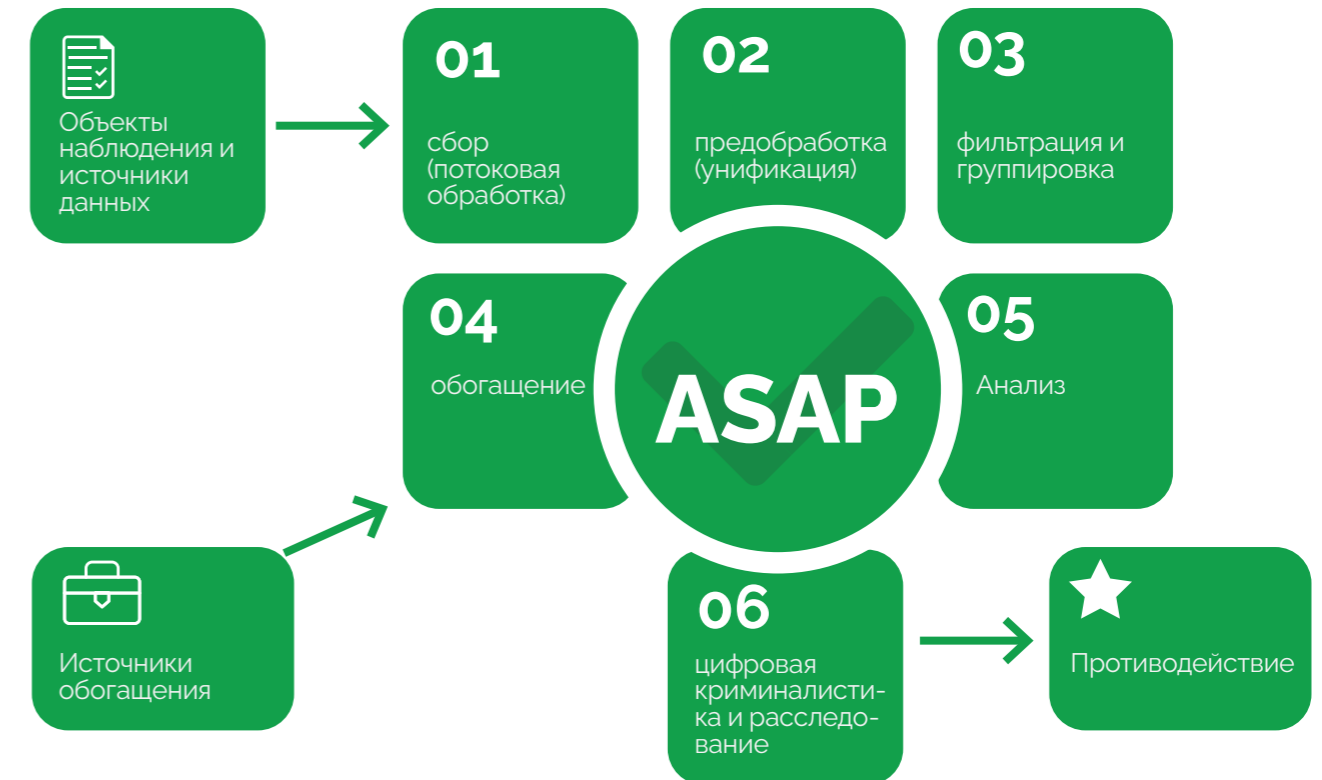 Объекты
наблюдения и
источники
данных
01
сбор
(потоковая
обработка)
02
предобработка
(унификация)
03
фильтрация и
группировка
04
обогащение
ASAP
05
Анализ
Источники
обогащения
06
цифровая
криминалисти-
ка и расследо-
вание
Противодействие